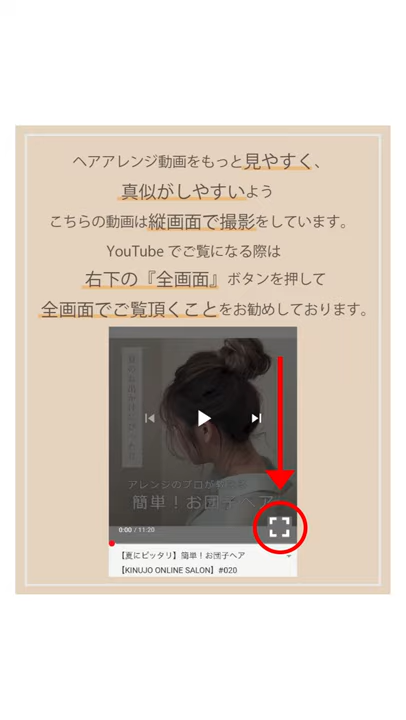 ヘアアレンジ動画をもっと見やすく、
真似がしやすいよう
こちらの動画は縦画面で撮影をしています。
YouTubeでご覧になる際は
右下の『全画面』ボタンを押して
全画面でご覧頂くことをお勧めしております。
アレンジのプロが
簡単！お団子ヘア
0:00 / 11:20
【夏にピッタリ】簡単！お団子ヘア
【KINUJO ONLINE SALON】#020